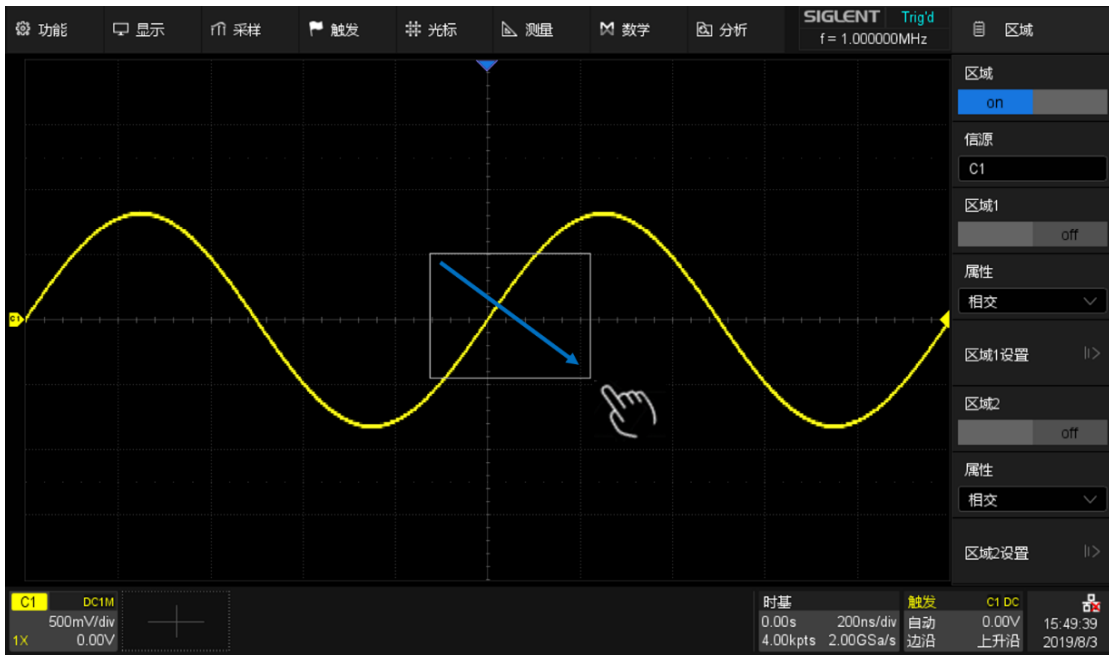 功能 显示 采样 触发 光标 测量 数学 分析 SIGLENT Trig'd 区域
f = 1.000000MHz
区域
on
信源
C1
区域1
off
属性
相交
区域1设置
区域2
off
属性
相交
区域2设置
C1
C1 DC1M
500mV/div
1X 0.00V
时基
0.00s 200ns/div
4.00kpts 2.00GSa/s
触发 C1 DC
自动 0.00V
边沿 上升沿
15:49:39
2019/8/3